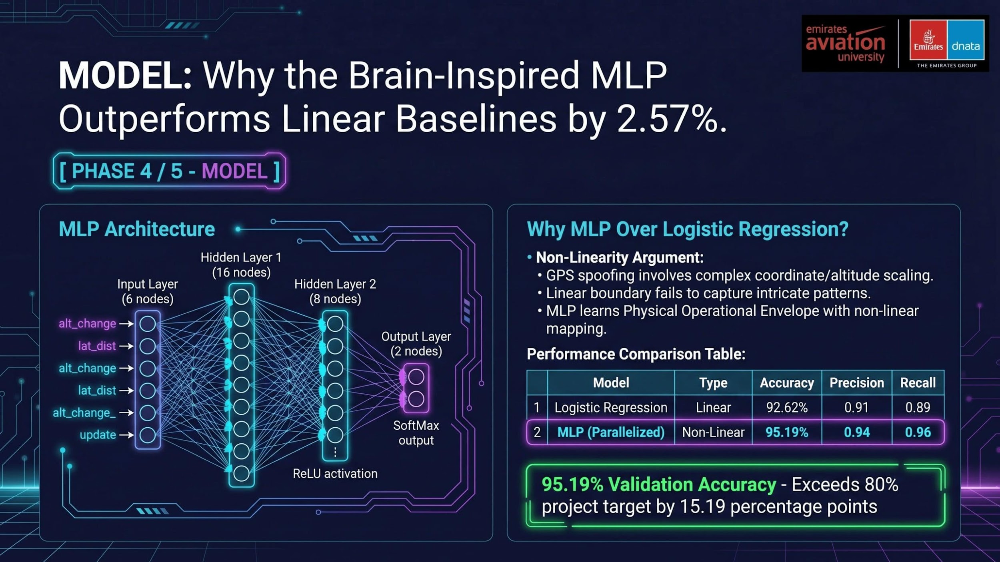 emirates
aviation
university
Emirates
dnata
THE EMIRATES GROUP
MODEL: Why the Brain-Inspired MLP
Outperforms Linear Baselines by 2.57%.
[ PHASE 4 / 5 - MODEL ]
MLP Architecture
Hidden Layer 1
(16 nodes)
Input Layer
(6 nodes)
Hidden Layer 2
(8 nodes)
Output Layer
(2 nodes)
alt_change
lat_dist
alt_change
lat_dist
alt_change_
update
SoftMax
output
ReLU activation
Why MLP Over Logistic Regression?
• Non-Linearity Argument:
• GPS spoofing involves complex coordinate/altitude scaling.
• Linear boundary fails to capture intricate patterns.
• MLP learns Physical Operational Envelope with non-linear
mapping.
Performance Comparison Table:
Model Type Accuracy Precision Recall
1 Logistic Regression Linear 92.62% 0.91 0.89
2 MLP (Parallelized) Non-Linear 95.19% 0.94 0.96
95.19% Validation Accuracy - Exceeds 80%
project target by 15.19 percentage points